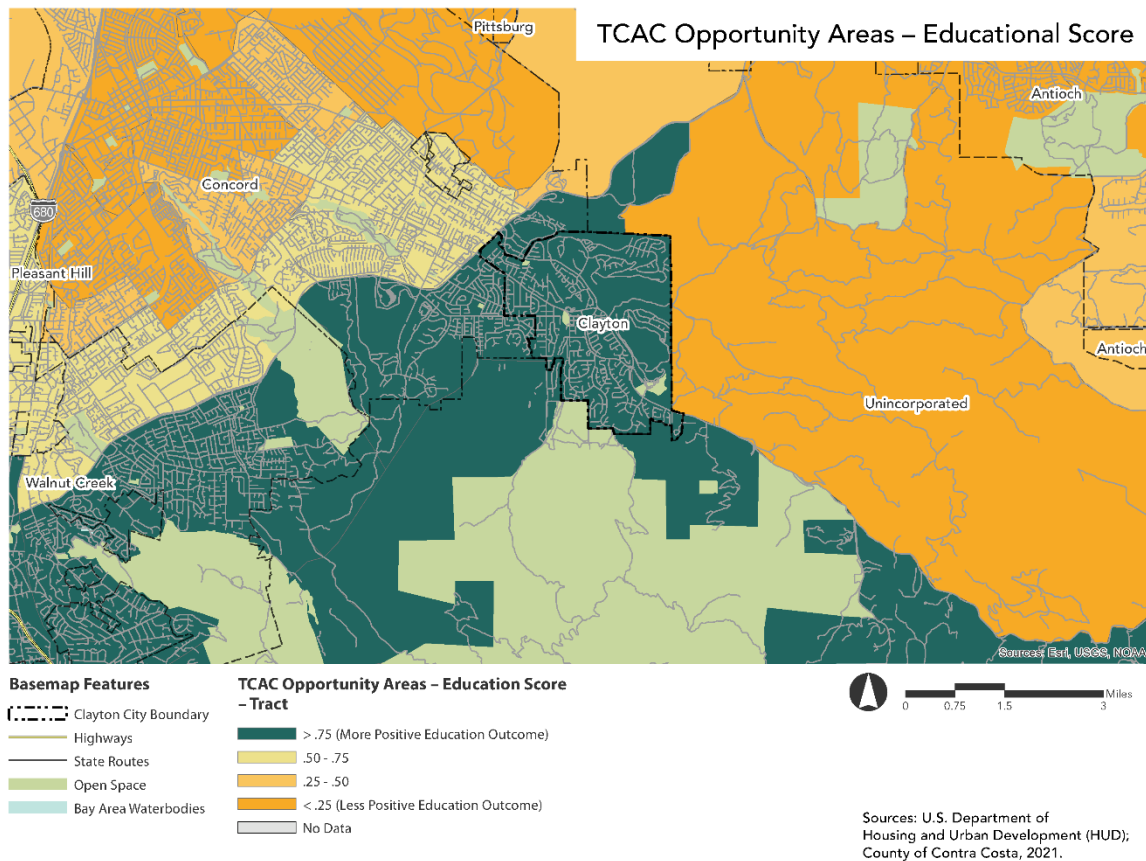 TCAC Opportunity Areas – Educational Score
Pittsburg
Antioch
Concord
680
Pleasant Hill
Clayton
Antioch
Unincorporated
Walnut Creek
Sources: Esri, USGS, NOAA
Basemap Features
Clayton City Boundary
Highways
State Routes
Open Space
Bay Area Waterbodies
TCAC Opportunity Areas – Education Score
– Tract
> .75 (More Positive Education Outcome)
.50 - .75
.25 - .50
< .25 (Less Positive Education Outcome)
No Data
Miles
0 0.75 1.5 3
Sources: U.S. Department of
Housing and Urban Development (HUD);
County of Contra Costa, 2021.